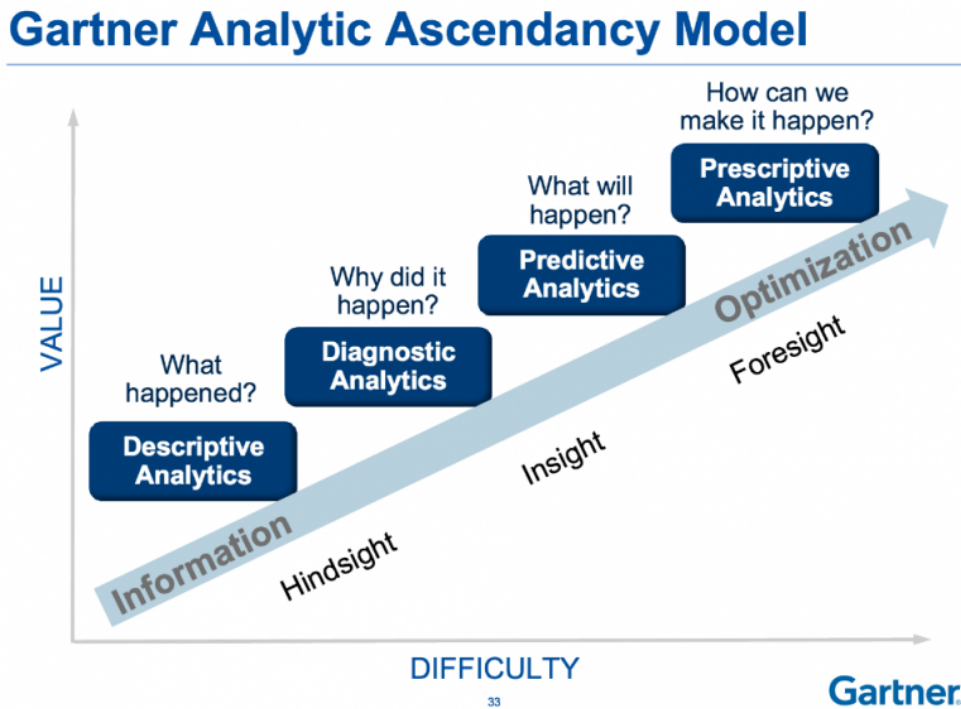 Gartner Analytic Ascendancy Model
How can we
make it happen?
Prescriptive
Analytics
What will
happen?
Predictive
Analytics
Why did it
happen?
Diagnostic
Analytics
What
happened?
Descriptive
Analytics
VALUE
Information
Optimization
Hindsight
Insight
Foresight
DIFFICULTY
33
Gartner.